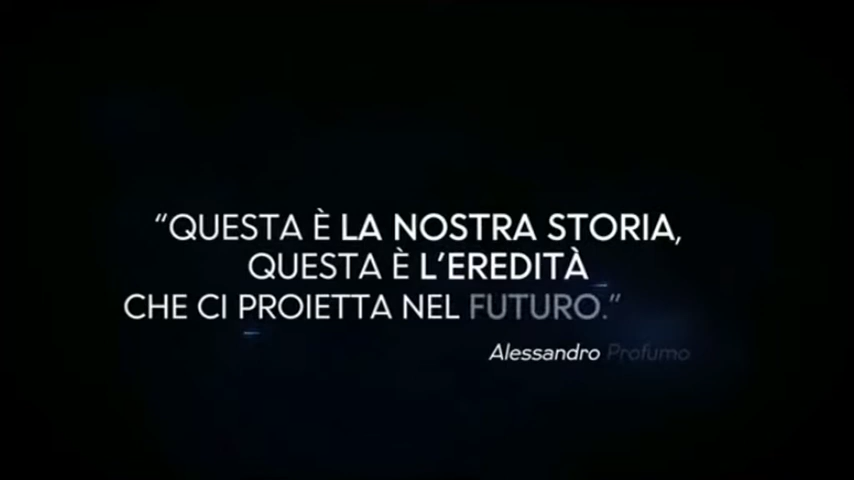 “QUESTA È LA NOSTRA STORIA,
QUESTA È L’EREDITÀ
CHE CI PROIETTA NEL FUTURO.”
Alessandro Profumo